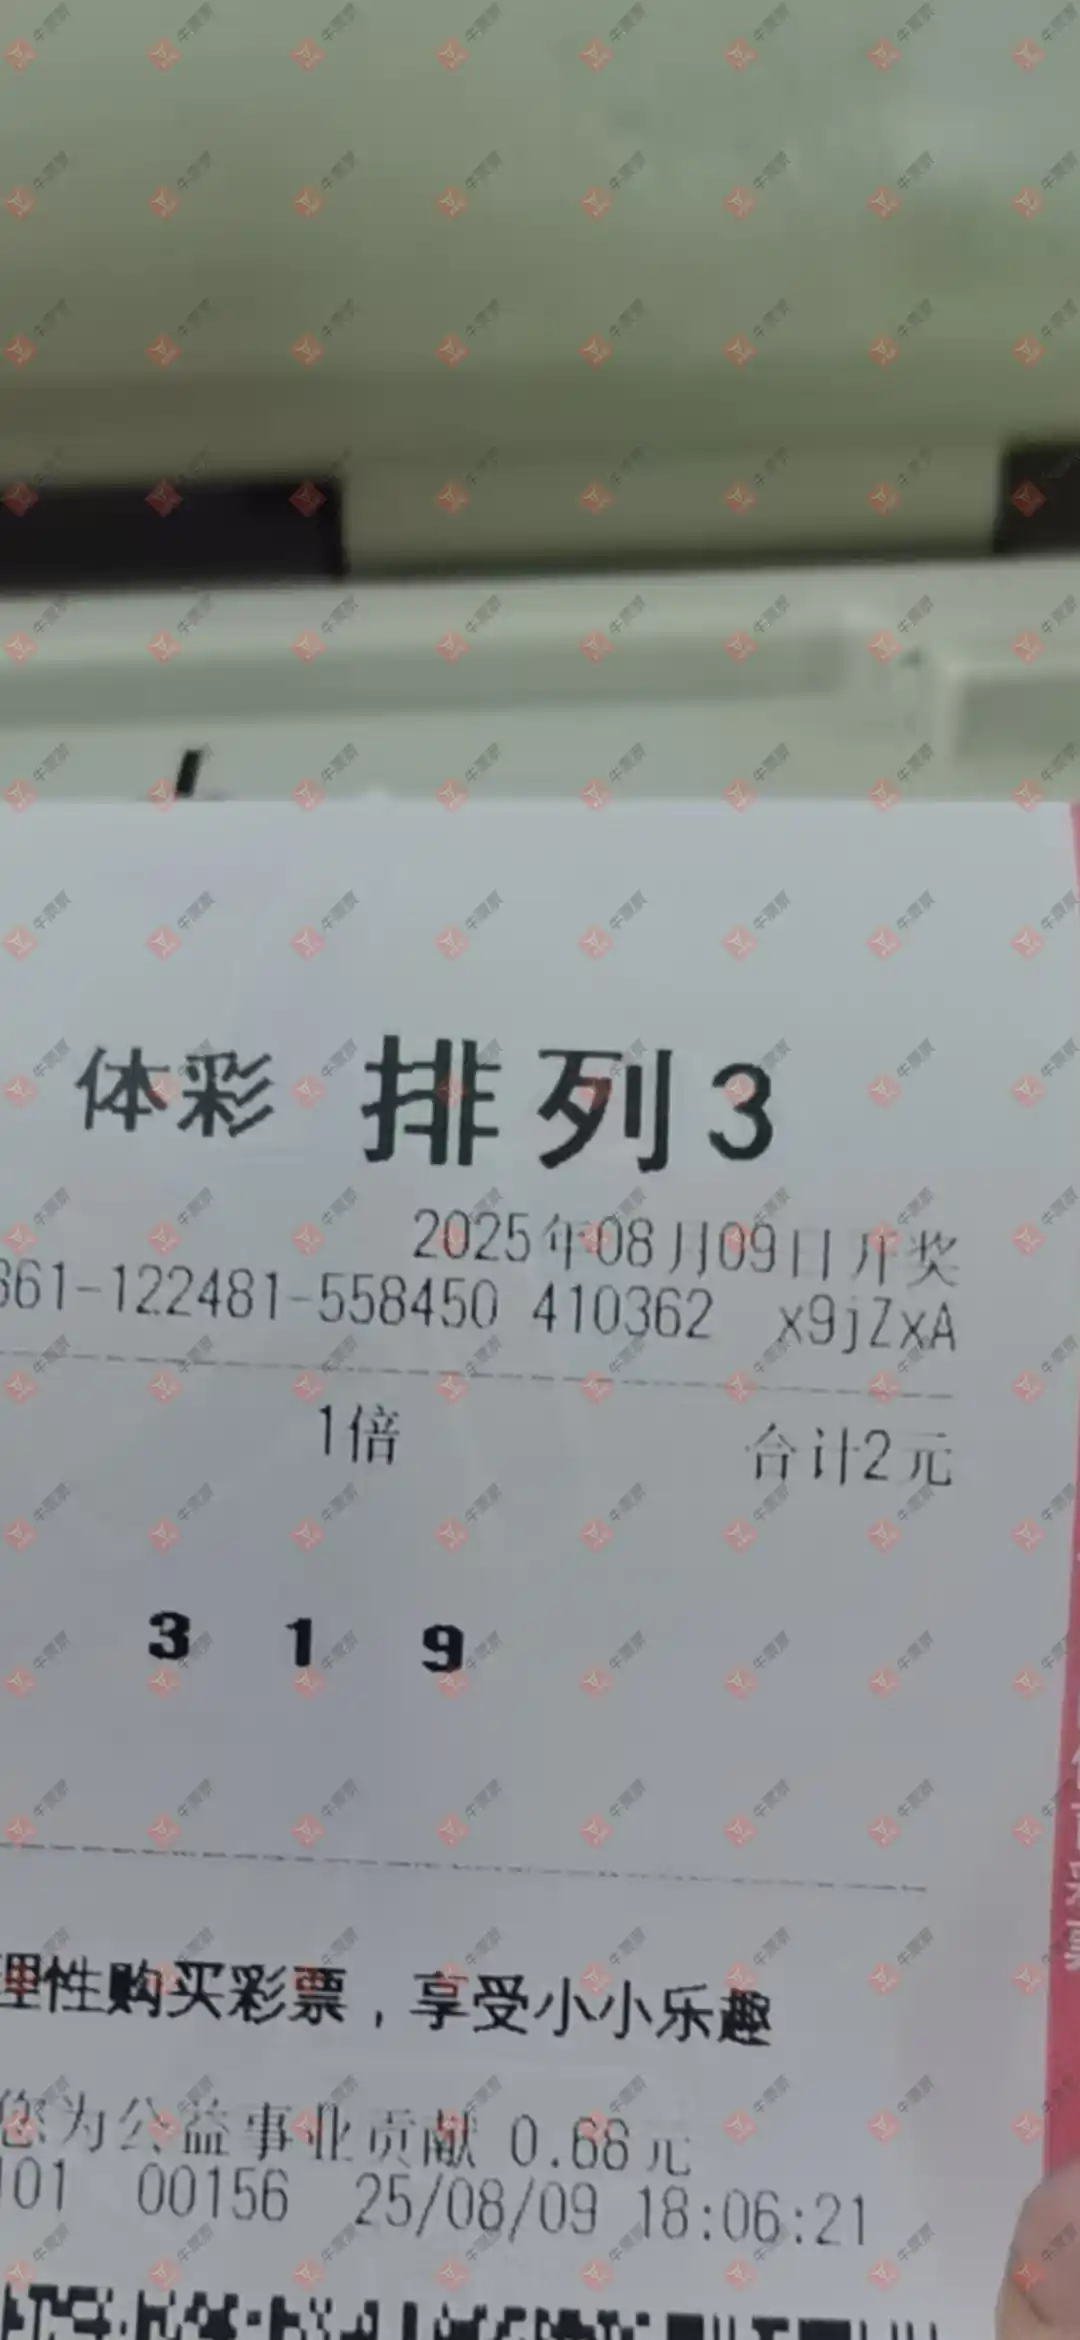 体彩 排列3
2025年08月09日开奖
361-122481-558450 410362 x9jZxA
1倍 合计2元
3 1 9
理性购买彩票，享受小小乐趣
您为公益事业贡献 0.68元
101 00156 25/08/09 18:06:21